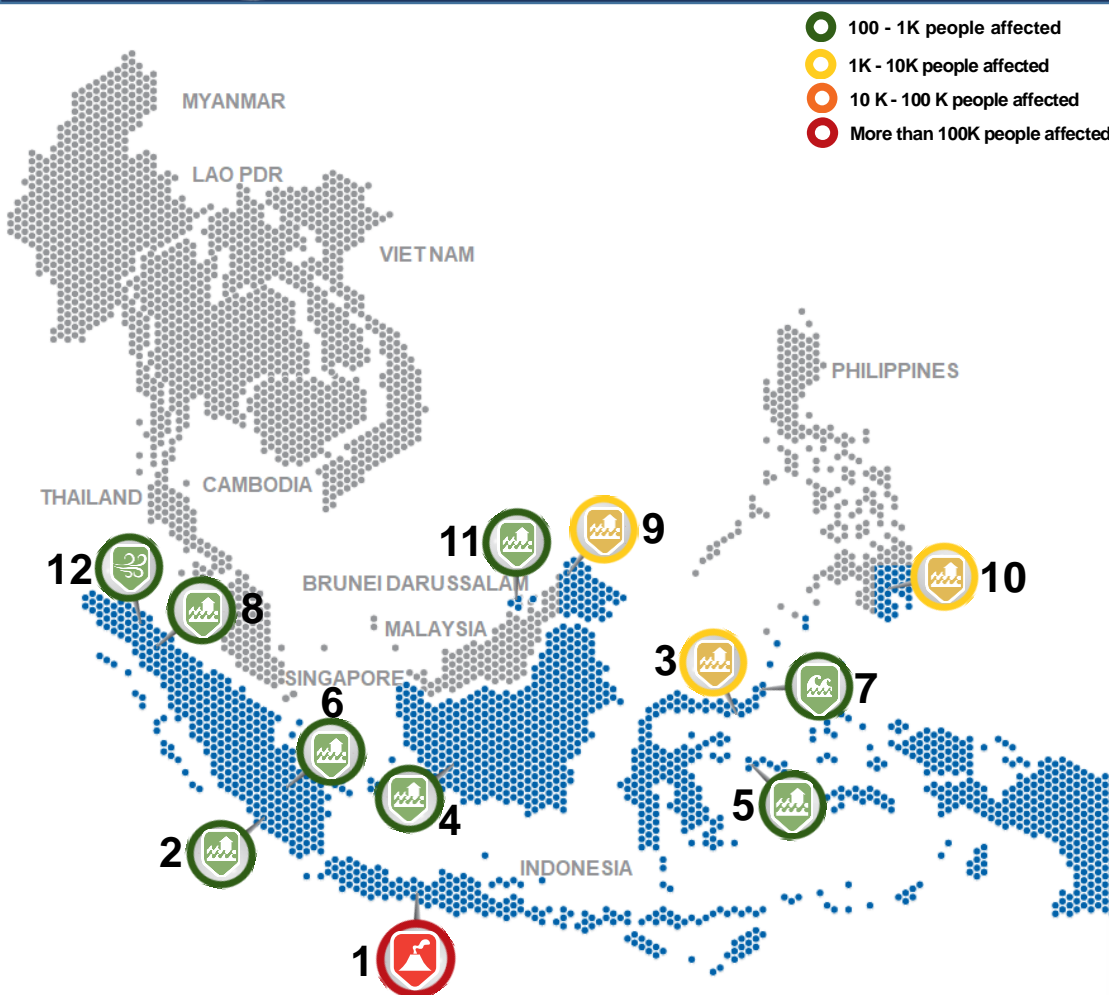 100 - 1K people affected
1K - 10K people affected
10 K - 100 K people affected
More than 100K people affected
MYANMAR
LAO PDR
VIETNAM
PHILIPPINES
THAILAND
CAMBODIA
11
9
12
BRUNEI DARUSSALAM
10
8
MALAYSIA
3
SINGAPORE
7
6
5
4
2
INDONESIA
1